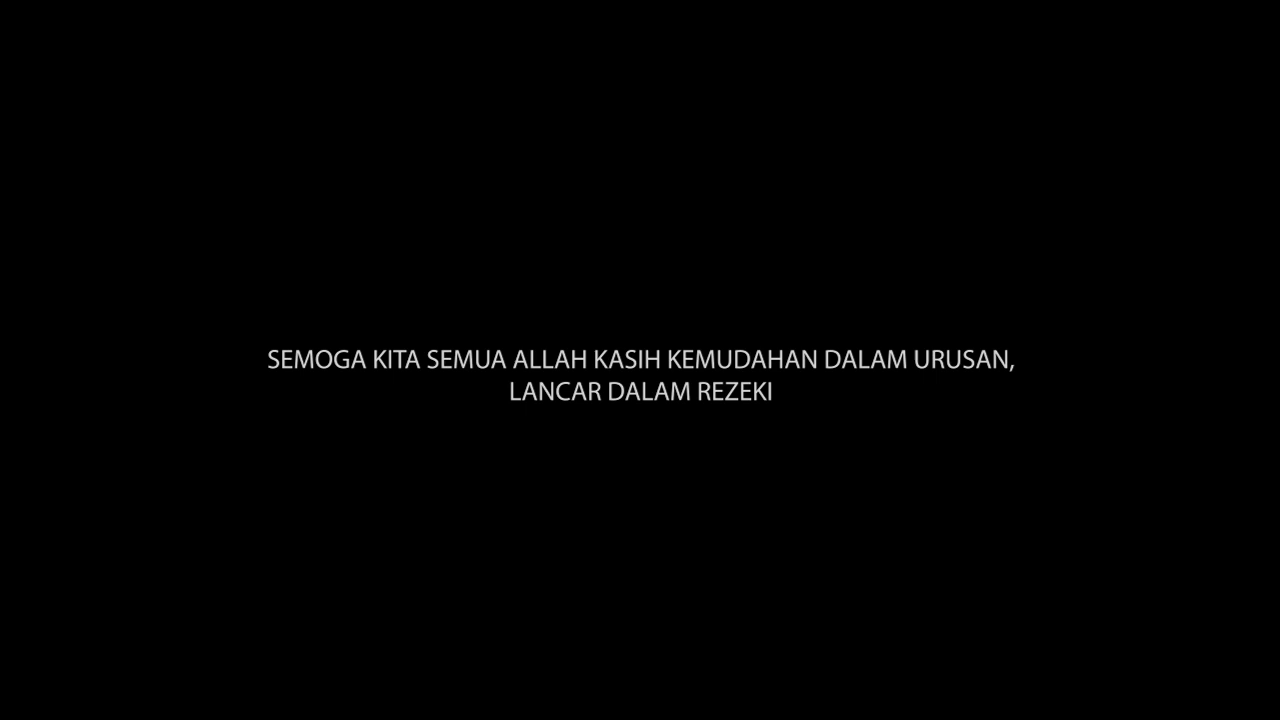 SEMOGA KITA SEMUA ALLAH KASIH KEMUDAHAN DALAM URUSAN,
LANCAR DALAM REZEKI